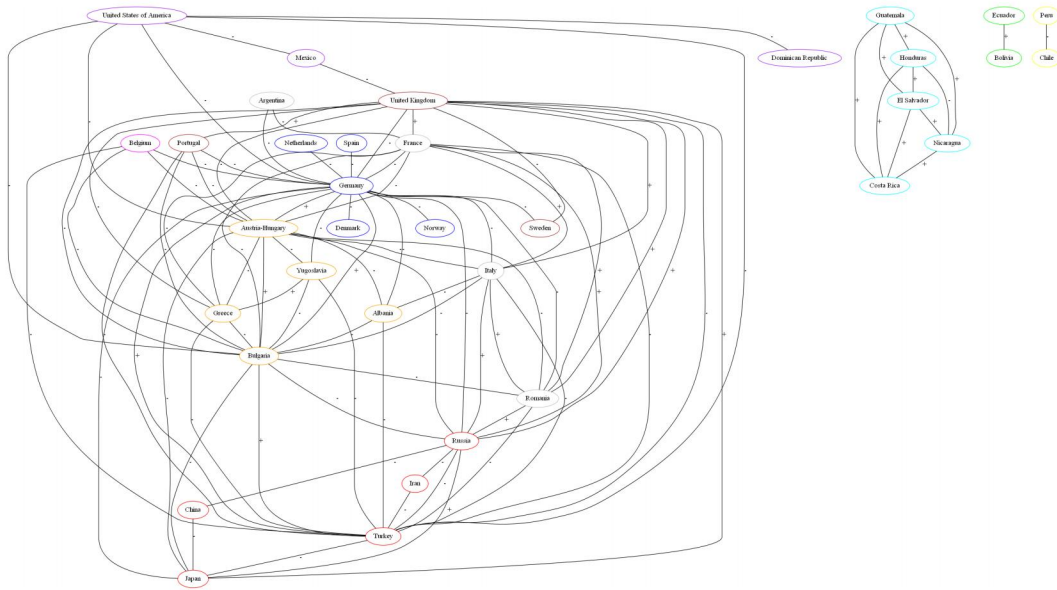 United States of America
Guatemala
Ecuador
Peru
Mexico
Dominican Republic
Honduras
Bolivia
Chile
Argentina
United Kingdom
El Salvador
Belgium
Portugal
Netherlands
Spain
France
Nicaragua
Germany
Costa Rica
Austria-Hungary
Denmark
Norway
Sweden
Yugoslavia
Italy
Greece
Albania
Bulgaria
Romania
Russia
Iran
China
Turkey
Japan